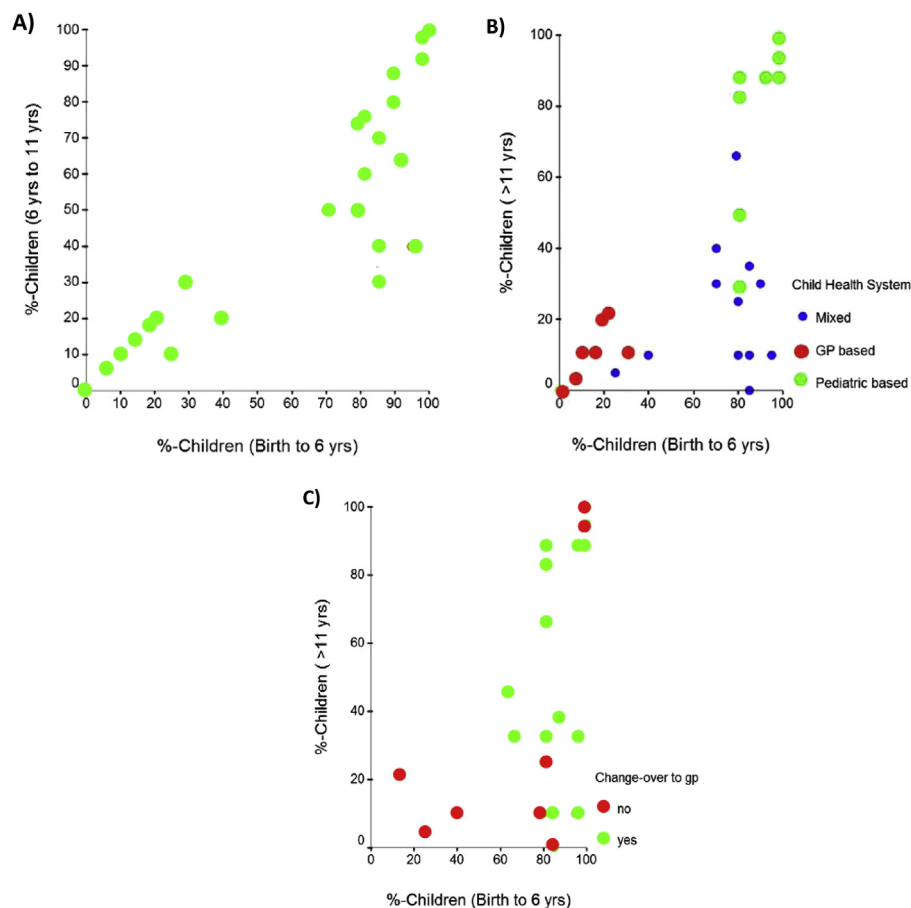 A)
%-Children (6 yrs to 11 yrs)
100
90
80
70
60
50
40
30
20
10
0
0 10 20 30 40 50 60 70 80 90 100
%-Children (Birth to 6 yrs)
B)
%-Children ( >11 yrs)
100
80
60
40
20
0
0 20 40 60 80 100
%-Children (Birth to 6 yrs)
Child Health System
Mixed
GP based
Pediatric based
C)
%-Children ( >11 yrs)
100
80
60
40
20
0
0 20 40 60 80 100
%-Children (Birth to 6 yrs)
Change-over to gp
no
yes